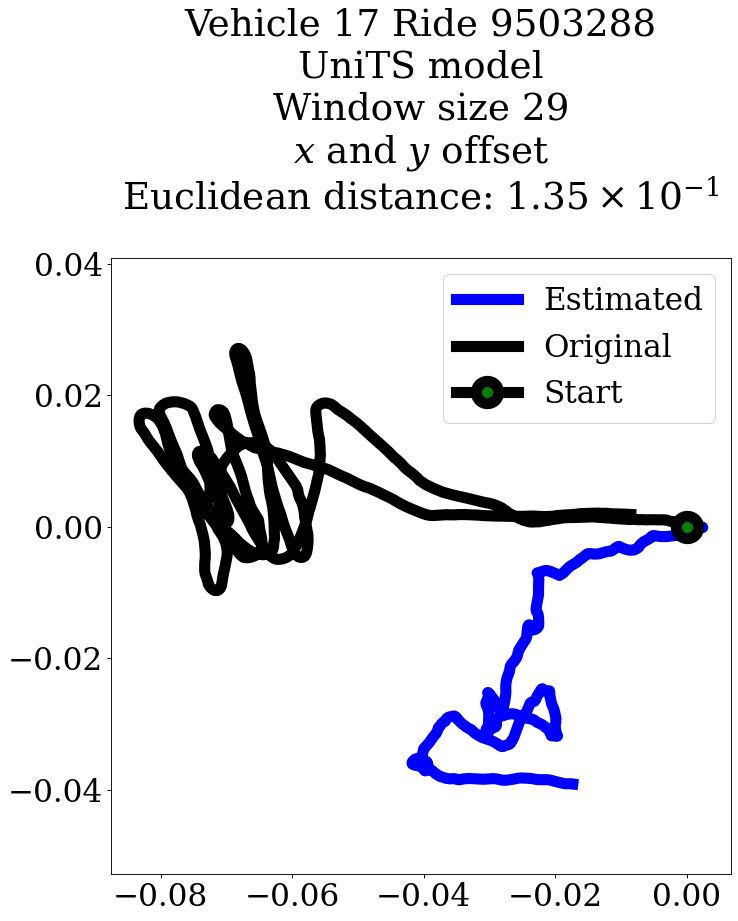 Vehicle 17 Ride 9503288
UniTS model
Window size 29
x and y offset
Euclidean distance: 1.35 × 10⁻¹
Estimated
Original
Start
0.04
0.02
0.00
−0.02
−0.04
−0.08
−0.06
−0.04
−0.02
0.00